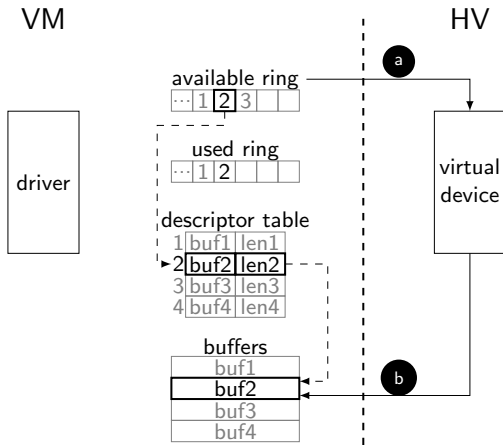 VM HV
a
available ring
... 1 2 3
used ring
... 1 2
driver
virtual
device
descriptor table
1 buf1 len1
2 buf2 len2
3 buf3 len3
4 buf4 len4
buffers
buf1
b
buf2
buf3
buf4